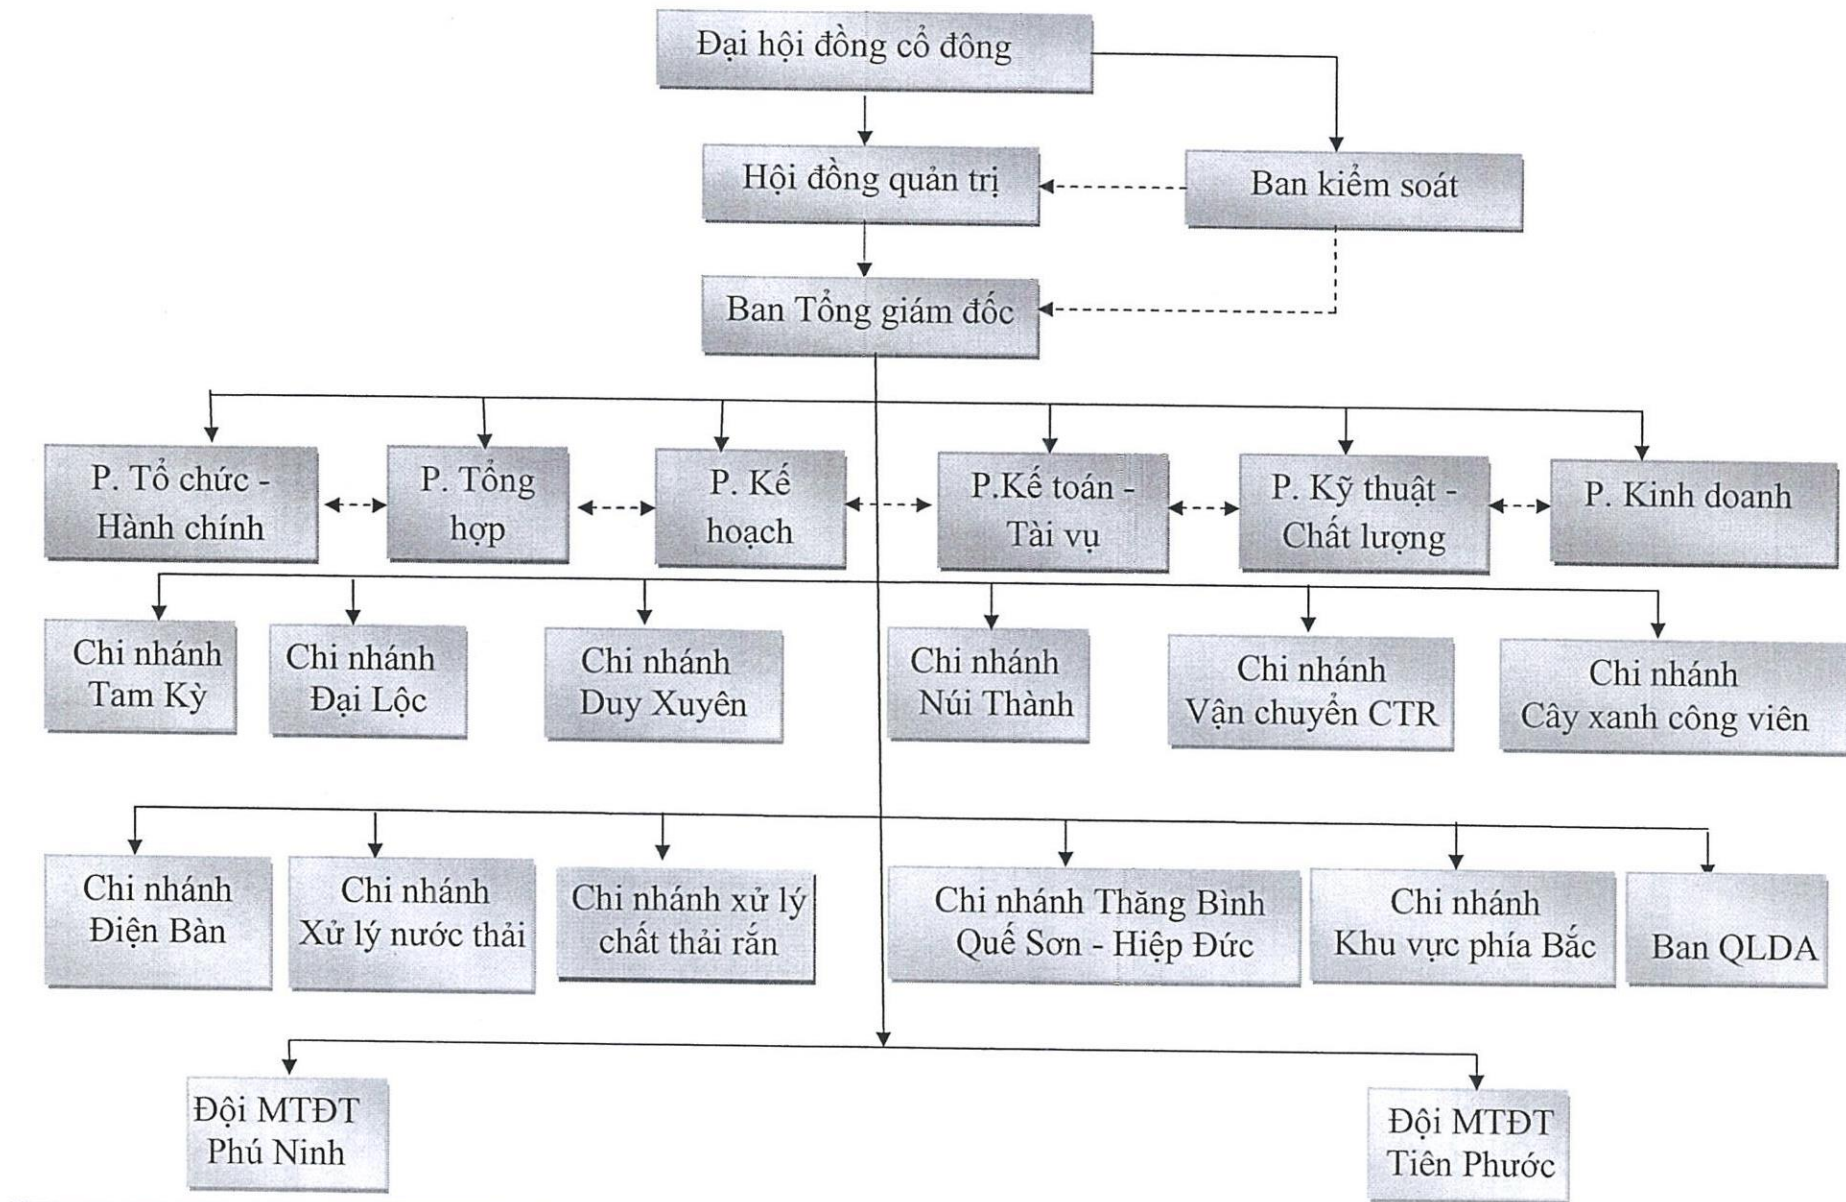 Đại hội đồng cổ đông
Hội đồng quản trị
Ban kiểm soát
Ban Tổng giám đốc
P. Tổ chức -
Hành chính
P. Tổng
hợp
P. Kế
hoạch
P.Kế toán -
Tài vụ
P. Kỹ thuật -
Chất lượng
P. Kinh doanh
Chi nhánh
Tam Kỳ
Chi nhánh
Đại Lộc
Chi nhánh
Duy Xuyên
Chi nhánh
Núi Thành
Chi nhánh
Vận chuyển CTR
Chi nhánh
Cây xanh công viên
Chi nhánh
Điện Bàn
Chi nhánh
Xử lý nước thải
Chi nhánh xử lý
chất thải rắn
Chi nhánh Thăng Bình
Quế Sơn - Hiệp Đức
Chi nhánh
Khu vực phía Bắc
Ban QLDA
Đội MTĐT
Phú Ninh
Đội MTĐT
Tiên Phước